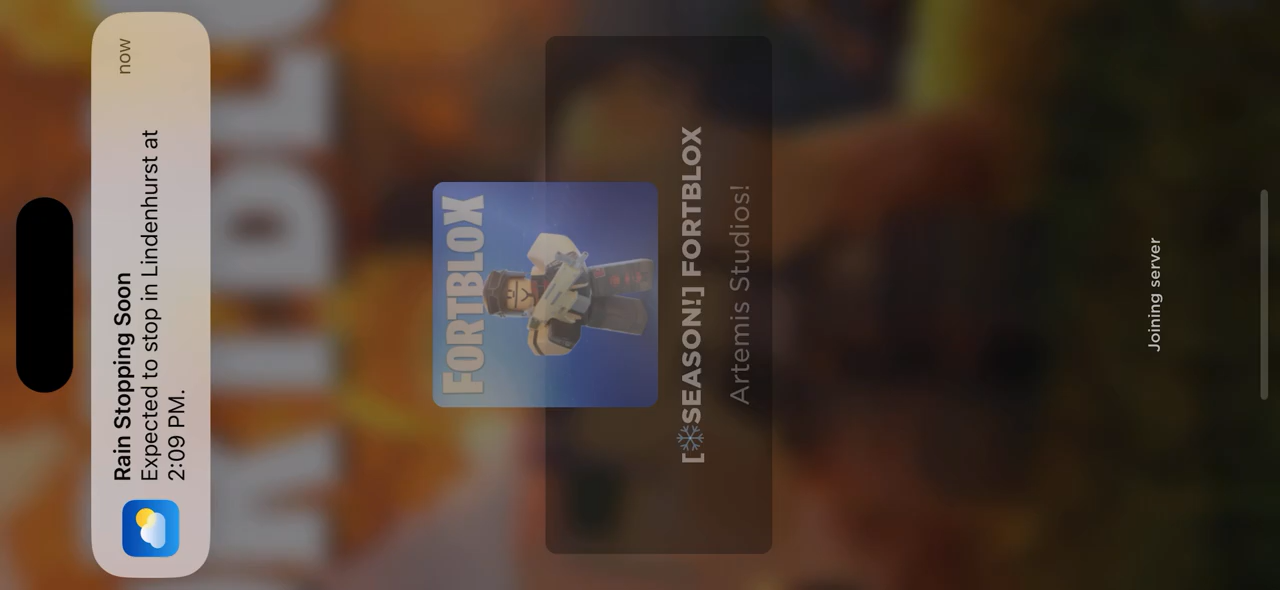 Rain Stopping Soon
now
Expected to stop in Lindenhurst at
2:09 PM.
FORTBLOX
[❄️SEASON!] FORTBLOX
Artemis Studios!
Joining server